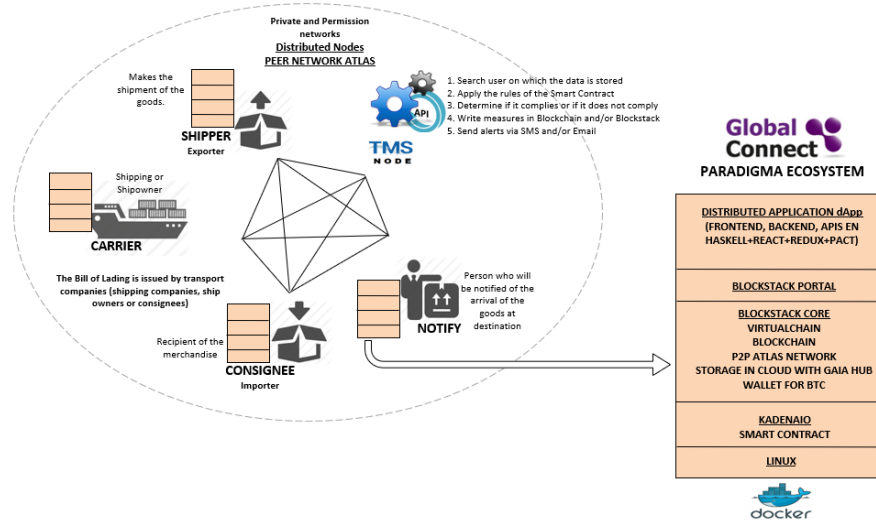 Private and Permission
networks
Distributed Nodes
PEER NETWORK ATLAS
Makes the
shipment of the
goods.
SHIPPER
Exporter
API
TMS
NODE
1. Search user on which the data is stored
2. Apply the rules of the Smart Contract
3. Determine if it complies or if it does not comply
4. Write measures in Blockchain and/or Blockstack
5. Send alerts via SMS and/or Email
Shipping or
Shipowner
CARRIER
The Bill of Lading is issued by transport
companies (shipping companies, ship
owners or consignees)
Recipient of the
merchandise
CONSIGNEE
Importer
Person who will
be notified of the
arrival of the
goods at
destination
NOTIFY
Global
Connect
PARADIGMA ECOSYSTEM
DISTRIBUTED APPLICATION dApp
(FRONTEND, BACKEND, APIS EN
HASKELL+REACT+REDUX+PACT)
BLOCKSTACK PORTAL
BLOCKSTACK CORE
VIRTUALCHAIN
BLOCKCHAIN
P2P ATLAS NETWORK
STORAGE IN CLOUD WITH GAIA HUB
WALLET FOR BTC
KADENAIO
SMART CONTRACT
LINUX
docker